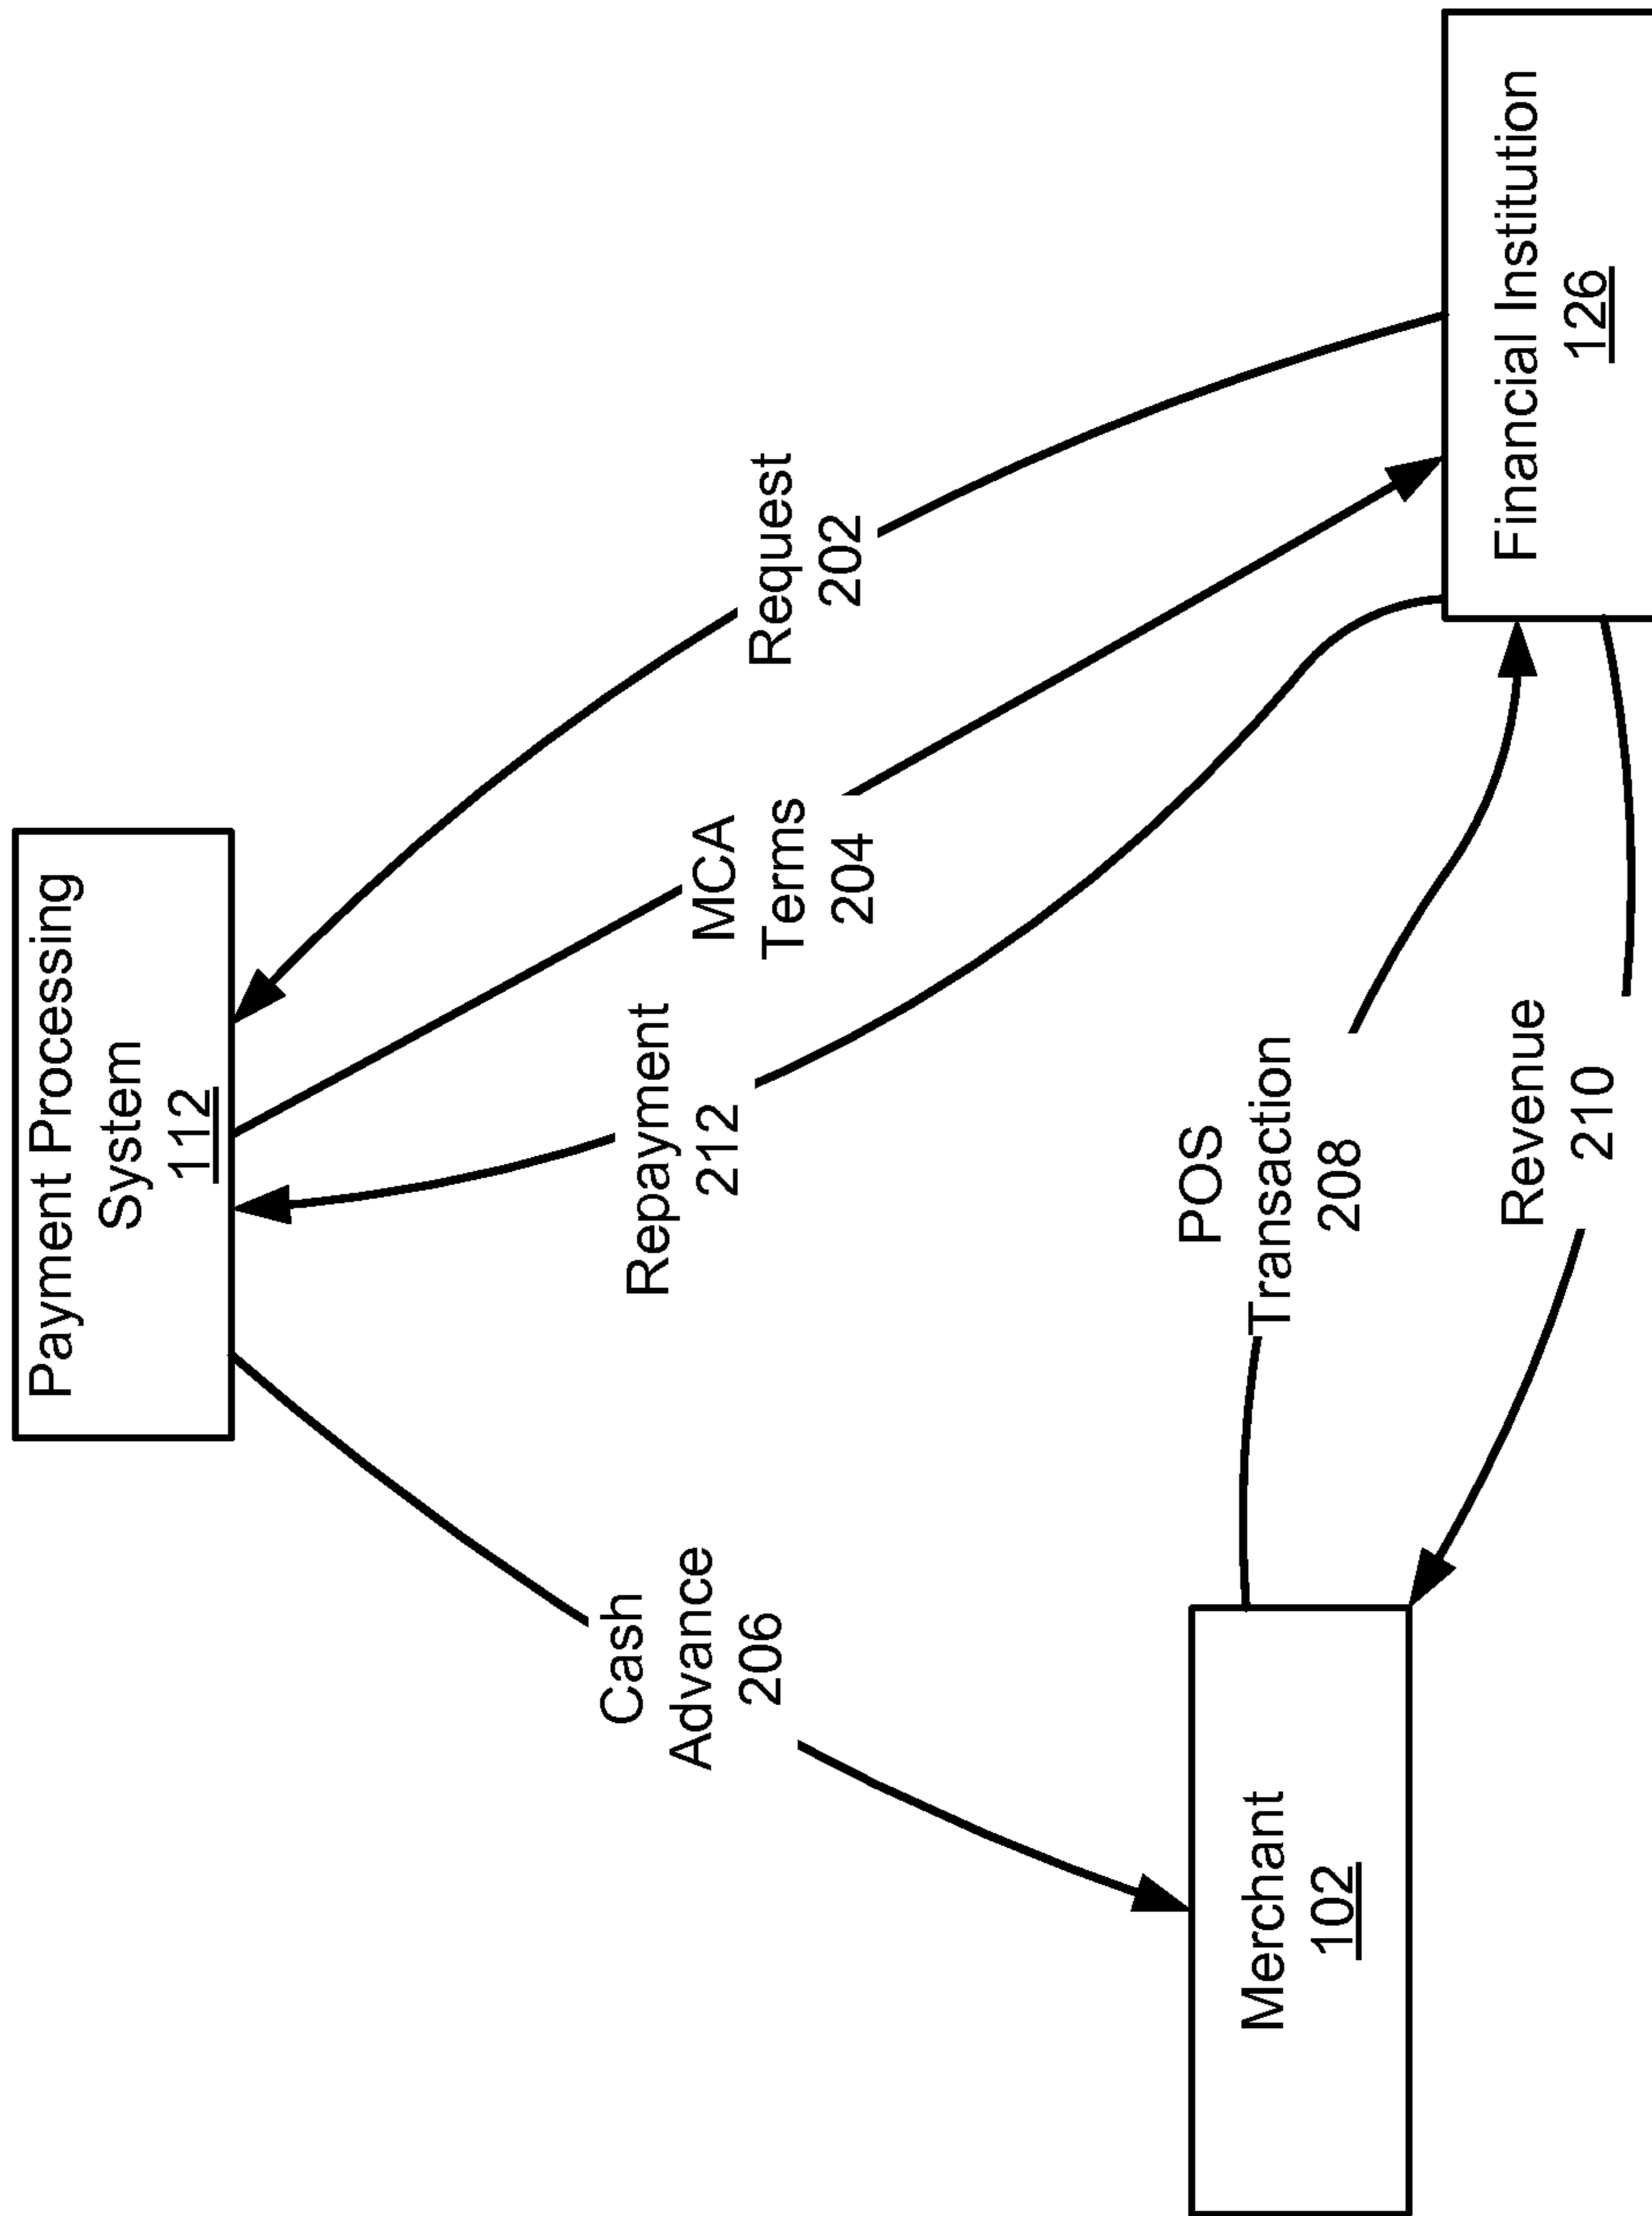 Payment Processing
System
112
Request
202
MCA
Terms
204
Repayment
212
Cash
Advance
206
POS
Transaction
208
Revenue
210
Merchant
102
Financial Institution
126